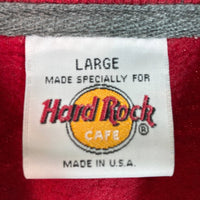 LARGE
MADE SPECIALLY FOR
Hard Rock
CAFE
®
MADE IN U.S.A.